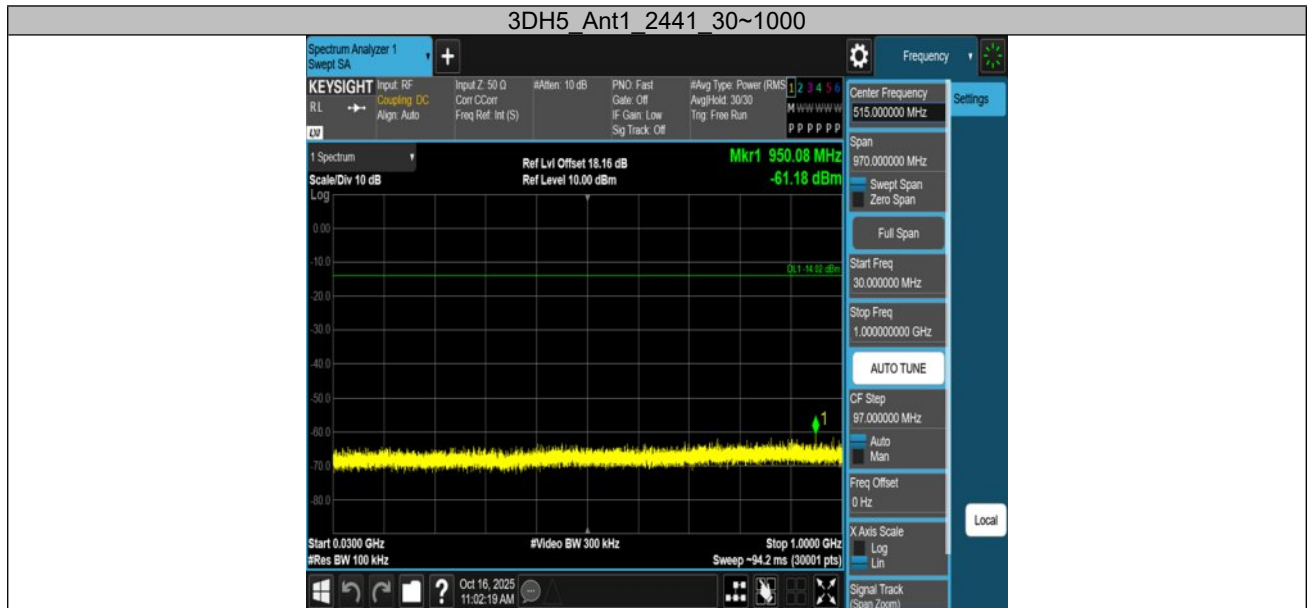 3DH5_Ant1_2441_30~1000
Spectrum Analyzer 1
Swept SA
+
Frequency
KEYSIGHT
RL
LXI
Input: RF
Coupling: DC
Align: Auto
Input Z: 50 Ω
Corr CCorr
Freq Ref: Int (S)
#Atten: 10 dB
PNO: Fast
Gate: Off
IF Gain: Low
Sig Track: Off
#Avg Type: Power (RMS
Avg|Hold: 30/30
Trig: Free Run
1 2 3 4 5 6
M W W W W W
P P P P P P
1 Spectrum
Scale/Div 10 dB
Log
Ref Lvl Offset 18.16 dB
Ref Level 10.00 dBm
Mkr1 950.08 MHz
-61.18 dBm
0.00
-10.0
DL1 -14.02 dBm
-20.0
-30.0
-40.0
-50.0
1
-60.0
-70.0
-80.0
Start 0.0300 GHz
#Res BW 100 kHz
#Video BW 300 kHz
Stop 1.0000 GHz
Sweep ~94.2 ms (30001 pts)
?
Oct 16, 2025
11:02:19 AM
Center Frequency
515.000000 MHz
Span
970.000000 MHz
Swept Span
Zero Span
Full Span
Start Freq
30.000000 MHz
Stop Freq
1.000000000 GHz
AUTO TUNE
CF Step
97.000000 MHz
Auto
Man
Freq Offset
0 Hz
X Axis Scale
Log
Lin
Signal Track
(Span Zoom)
Settings
Local